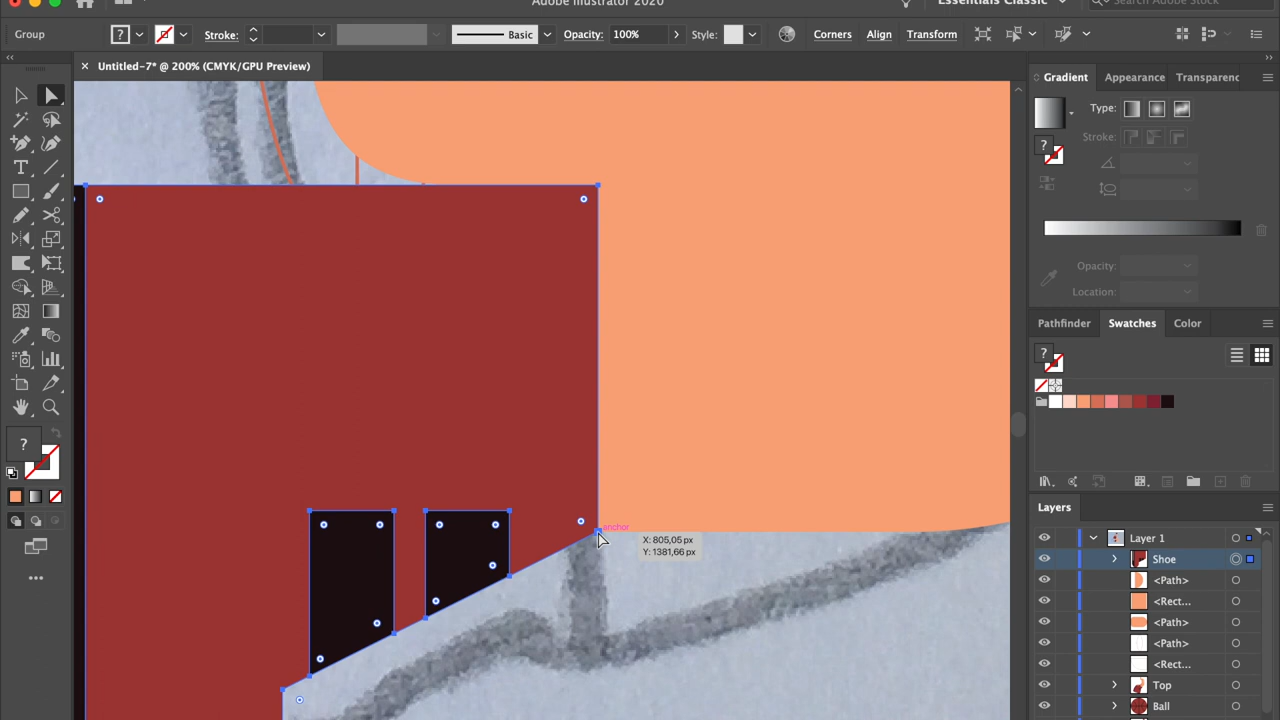 Adobe Illustrator 2020
Essentials Classic
Search Adobe Stock
Group
?
Stroke:
Basic
Opacity:
100%
Style:
Corners
Align
Transform
× Untitled-7* @ 200% (CMYK/GPU Preview)
Gradient
Appearance
Transparenc
Type:
Stroke:
?
Opacity:
Location:
Pathfinder
Swatches
Color
?
?
anchor
X: 805,05 px
Y: 1381,66 px
Layers
Layer 1
Shoe
<Path>
<Rect...
<Path>
<Path>
<Rect...
Top
Ball